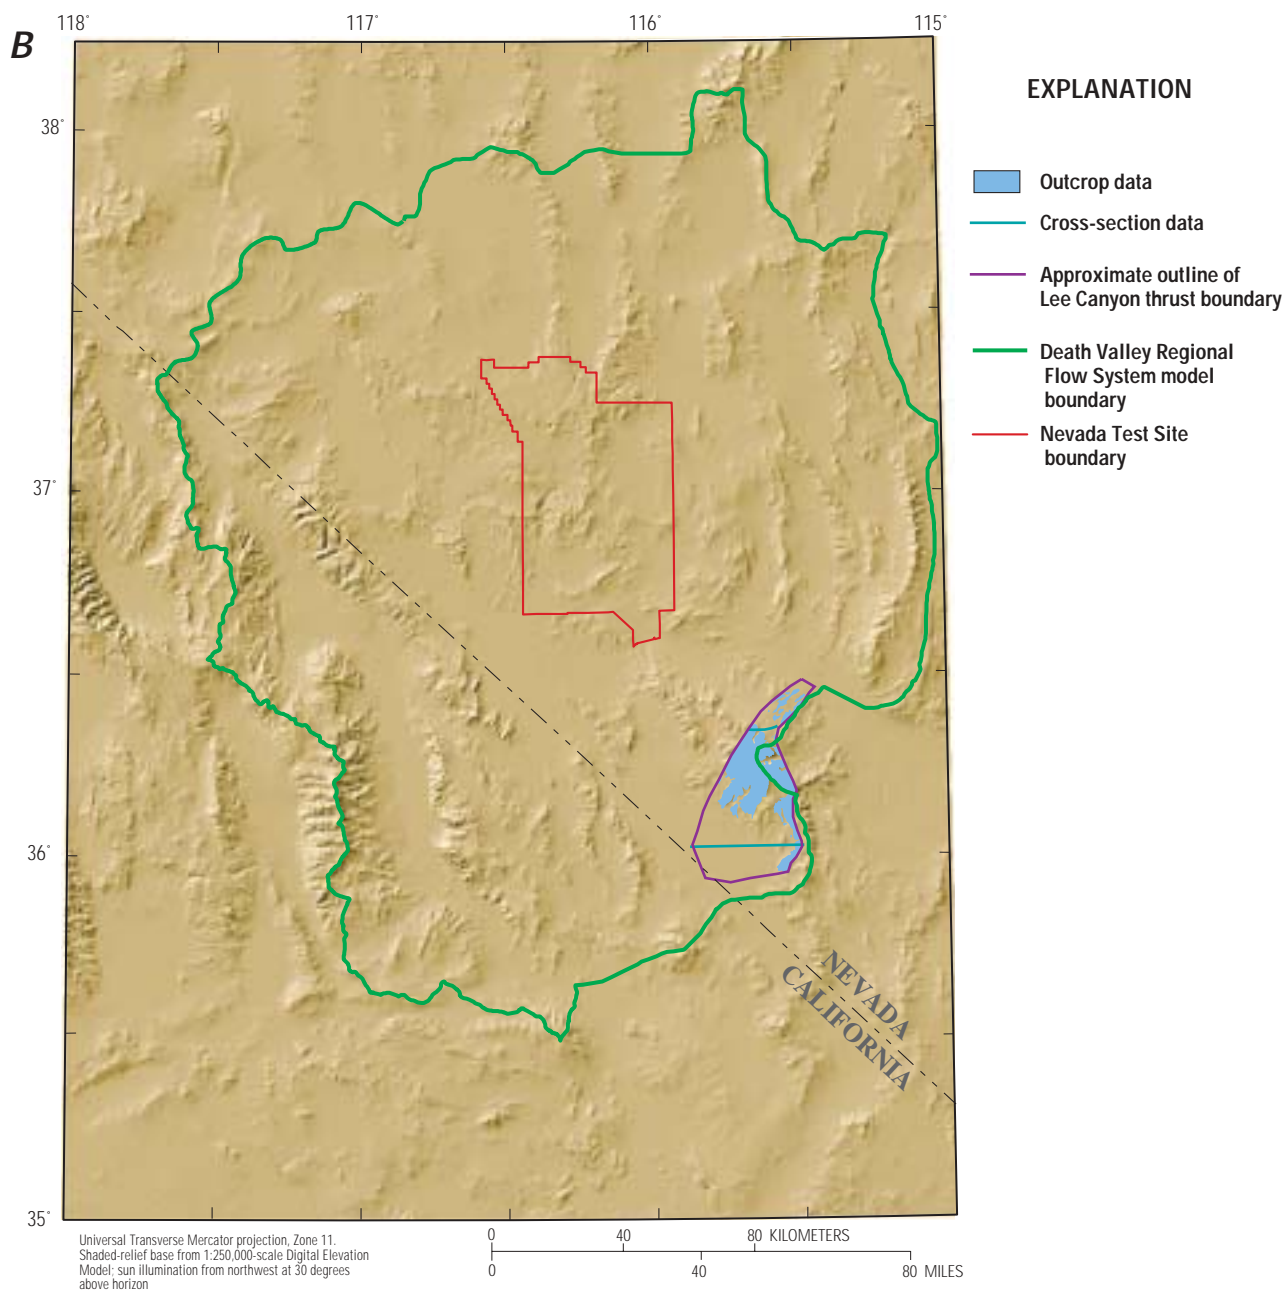 B
118°
117°
116°
115°
38°
37°
36°
35°
EXPLANATION
Outcrop data
Cross-section data
Approximate outline of
Lee Canyon thrust boundary
Death Valley Regional
Flow System model
boundary
Nevada Test Site
boundary
NEVADA
CALIFORNIA
Universal Transverse Mercator projection, Zone 11.
Shaded-relief base from 1:250,000-scale Digital Elevation
Model; sun illumination from northwest at 30 degrees
above horizon
0 40 80 KILOMETERS
0 40 80 MILES